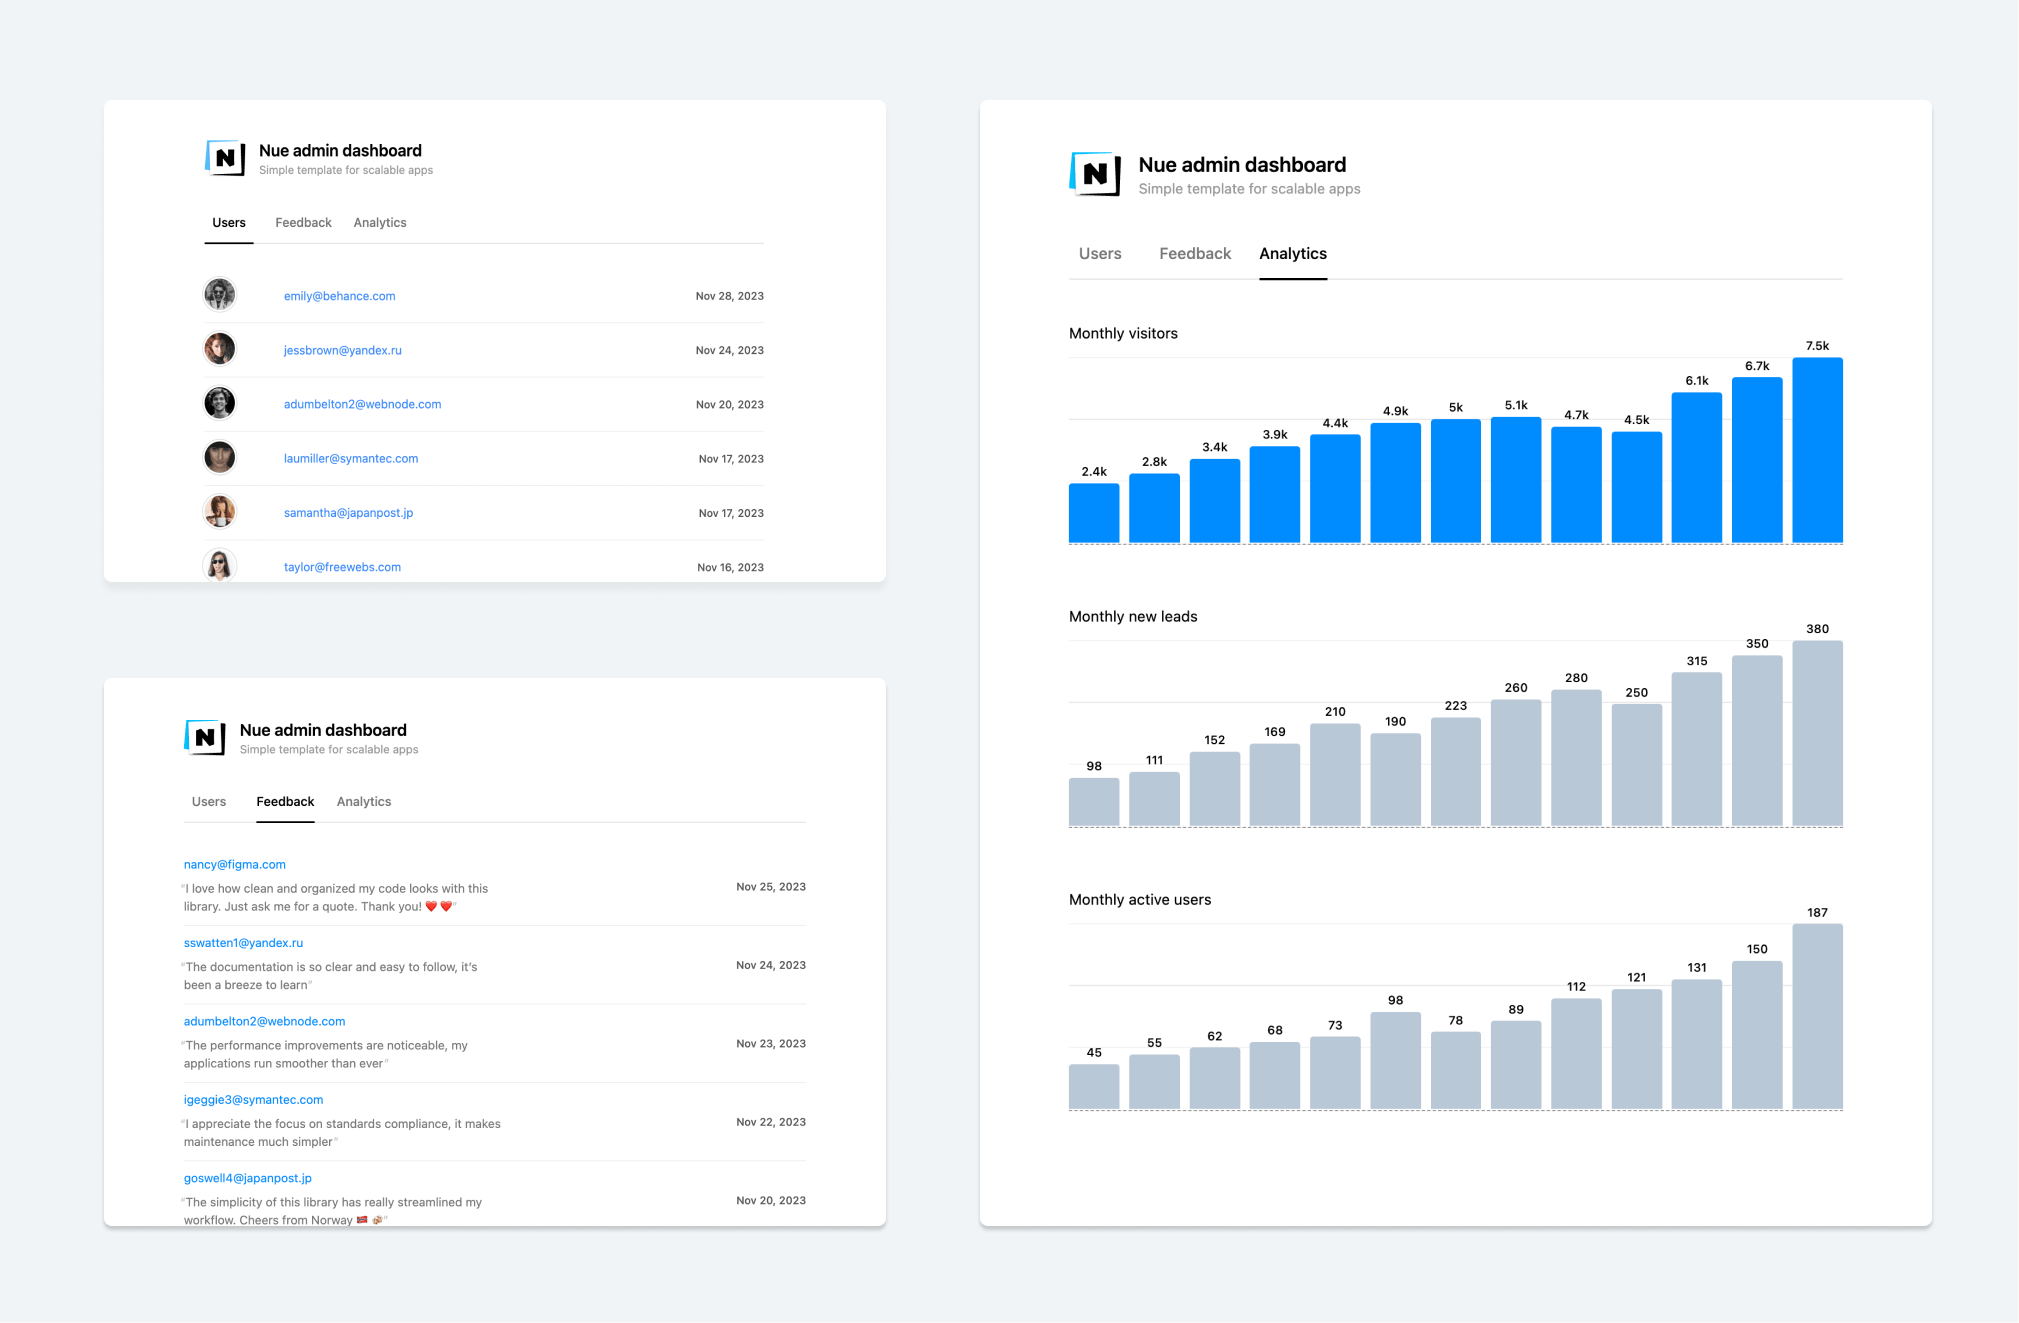 N
Nue admin dashboard
Simple template for scalable apps
Users Feedback Analytics
emily@behance.com Nov 28, 2023
jessbrown@yandex.ru Nov 24, 2023
adumbelton2@webnode.com Nov 20, 2023
laumiller@symantec.com Nov 17, 2023
samantha@japanpost.jp Nov 17, 2023
taylor@freewebs.com Nov 16, 2023
N
Nue admin dashboard
Simple template for scalable apps
Users Feedback Analytics
nancy@figma.com
"I love how clean and organized my code looks with this
library. Just ask me for a quote. Thank you! ❤️ ❤️"
Nov 25, 2023
sswatten1@yandex.ru
"The documentation is so clear and easy to follow, it's
been a breeze to learn"
Nov 24, 2023
adumbelton2@webnode.com
"The performance improvements are noticeable, my
applications run smoother than ever"
Nov 23, 2023
igeggie3@symantec.com
"I appreciate the focus on standards compliance, it makes
maintenance much simpler"
Nov 22, 2023
goswell4@japanpost.jp
"The simplicity of this library has really streamlined my
workflow. Cheers from Norway 🇳🇴 🍻"
Nov 20, 2023
N
Nue admin dashboard
Simple template for scalable apps
Users Feedback Analytics
Monthly visitors
2.4k 2.8k 3.4k 3.9k 4.4k 4.9k 5k 5.1k 4.7k 4.5k 6.1k 6.7k 7.5k
Monthly new leads
98 111 152 169 210 190 223 260 280 250 315 350 380
Monthly active users
45 55 62 68 73 98 78 89 112 121 131 150 187